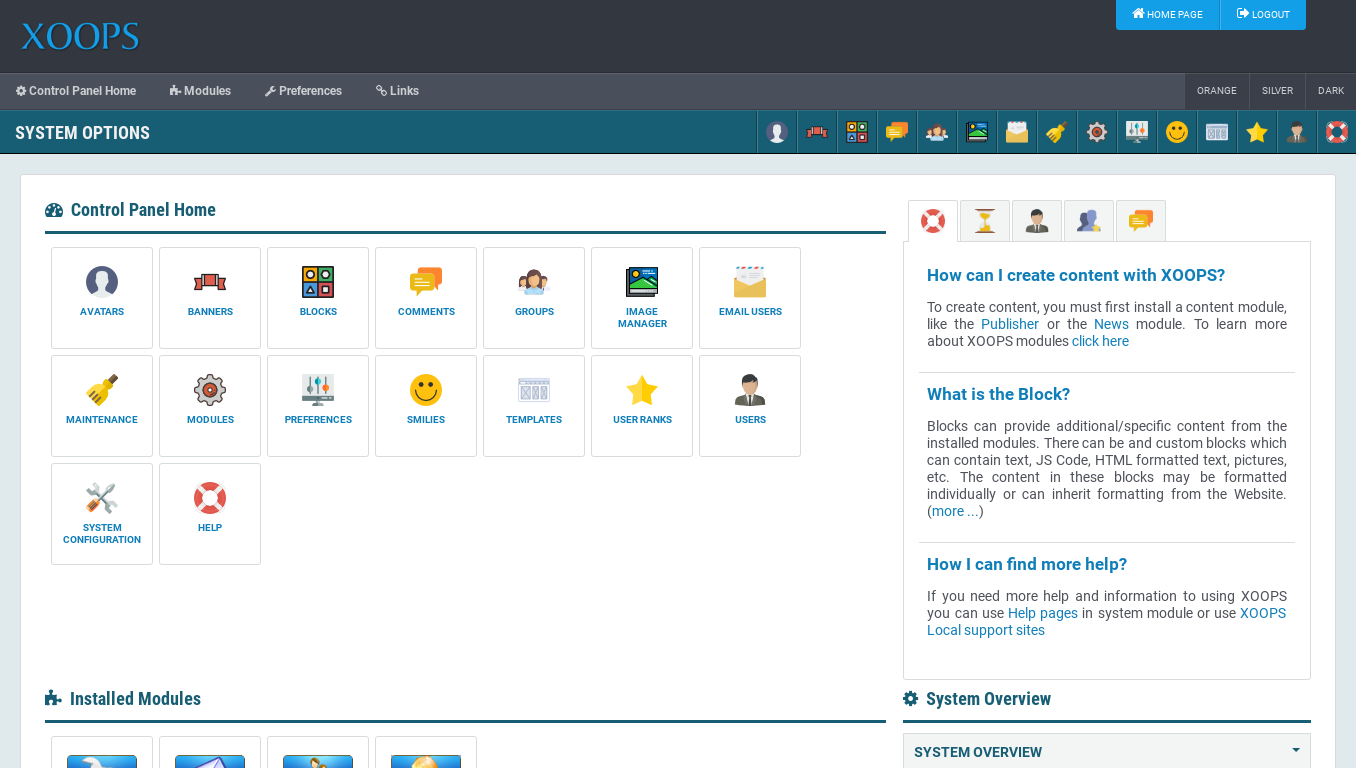 HOME PAGE
LOGOUT
XOOPS
Control Panel Home
Modules
Preferences
Links
ORANGE
SILVER
DARK
SYSTEM OPTIONS
Control Panel Home
AVATARS
BANNERS
BLOCKS
COMMENTS
GROUPS
IMAGE
MANAGER
EMAIL USERS
MAINTENANCE
MODULES
PREFERENCES
SMILIES
TEMPLATES
USER RANKS
USERS
SYSTEM
CONFIGURATION
HELP
How can I create content with XOOPS?
To create content, you must first install a content module,
like the Publisher or the News module. To learn more
about XOOPS modules click here
What is the Block?
Blocks can provide additional/specific content from the
installed modules. There can be and custom blocks which
can contain text, JS Code, HTML formatted text, pictures,
etc. The content in these blocks may be formatted
individually or can inherit formatting from the Website.
(more ...)
How I can find more help?
If you need more help and information to using XOOPS
you can use Help pages in system module or use XOOPS
Local support sites
Installed Modules
System Overview
SYSTEM OVERVIEW